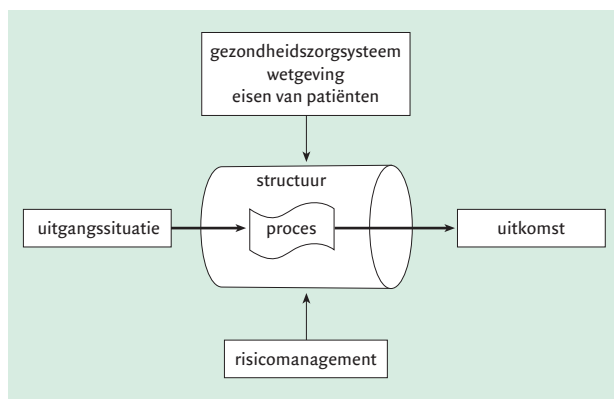 gezondheidszorgsysteem
wetgeving
eisen van patiënten
structuur
uitgangssituatie
proces
uitkomst
risicomanagement